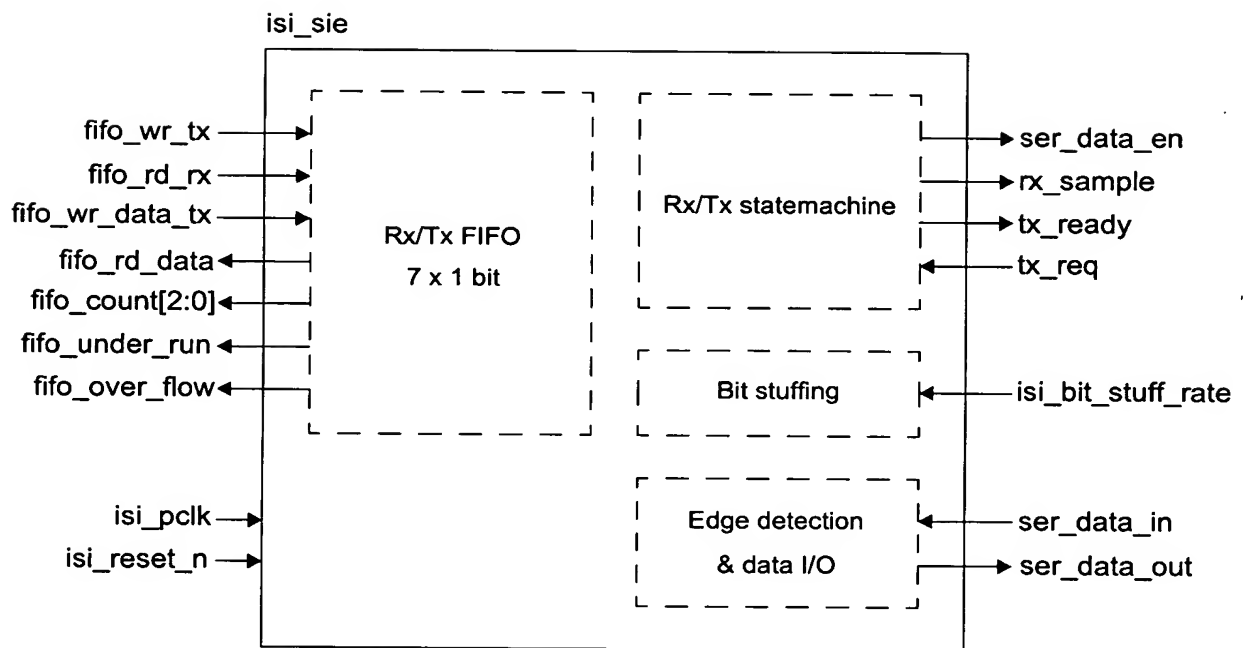 isi_sie
fifo_wr_tx
fifo_rd_rx
fifo_wr_data_tx
fifo_rd_data
fifo_count[2:0]
fifo_under_run
fifo_over_flow
isi_pclk
isi_reset_n
Rx/Tx FIFO
7 x 1 bit
Rx/Tx statemachine
Bit stuffing
Edge detection
& data I/O
ser_data_en
rx_sample
tx_ready
tx_req
isi_bit_stuff_rate
ser_data_in
ser_data_out